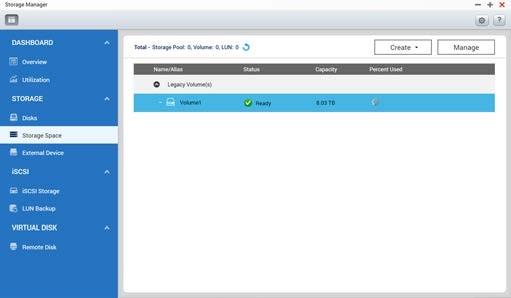 Storage Manager
?
DASHBOARD
Overview
Utilization
STORAGE
Disks
Storage Space
External Device
iSCSI
iSCSI Storage
LUN Backup
VIRTUAL DISK
Remote Disk
Total - Storage Pool: 0, Volume: 0, LUN: 0
Create
Manage
Name/Alias Status Capacity Percent Used
Legacy Volume(s)
Volume1 Ready 8.03 TB